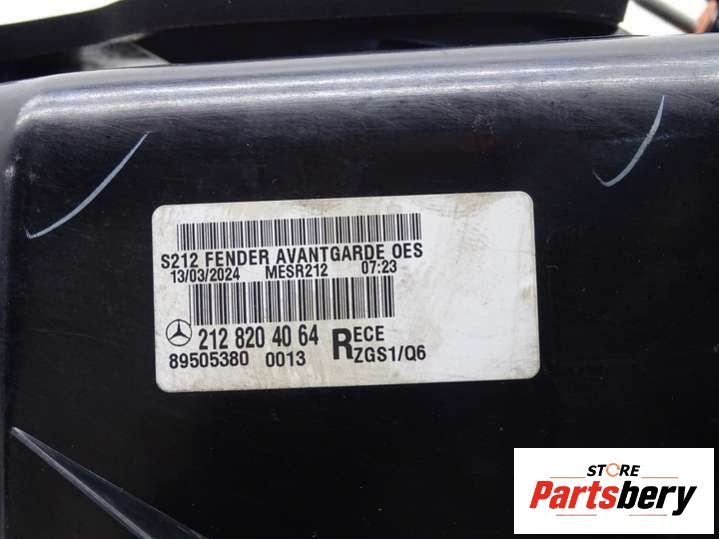 S212 FENDER AVANTGARDE OES
13/03/2024 MESR212 07:23
212 820 40 64 R ECE
89505380 0013 ZGS1/Q6
STORE
Partsbery